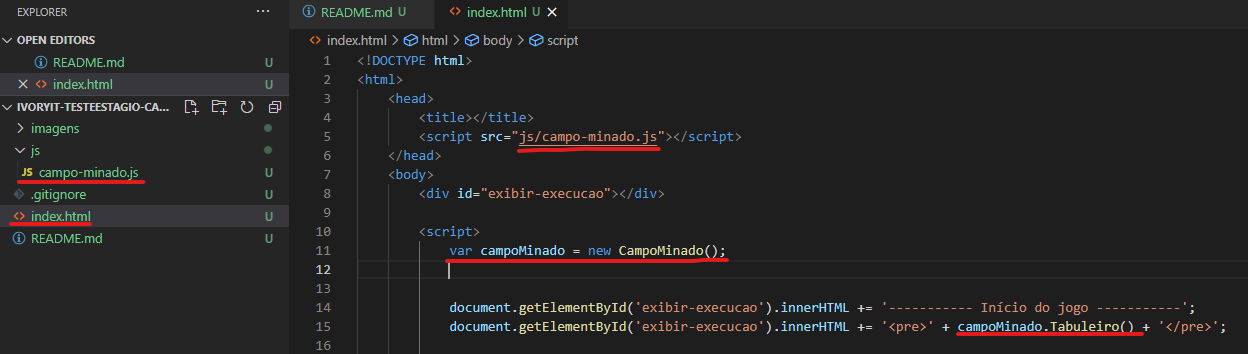 EXPLORER ...
OPEN EDITORS
README.md U
index.html U
IVORYIT-TESTEESTAGIO-CA...
imagens
js
JS campo-minado.js U
.gitignore U
index.html U
README.md U
README.md U index.html U
index.html > html > body > script
1 <!DOCTYPE html>
2 <html>
3 <head>
4 <title></title>
5 <script src="js/campo-minado.js"></script>
6 </head>
7 <body>
8 <div id="exibir-execucao"></div>
9
10 <script>
11 var campoMinado = new CampoMinado();
12
13
14 document.getElementById('exibir-execucao').innerHTML += '----------- Início do jogo -----------';
15 document.getElementById('exibir-execucao').innerHTML += '<pre>' + campoMinado.Tabuleiro() + '</pre>';
16